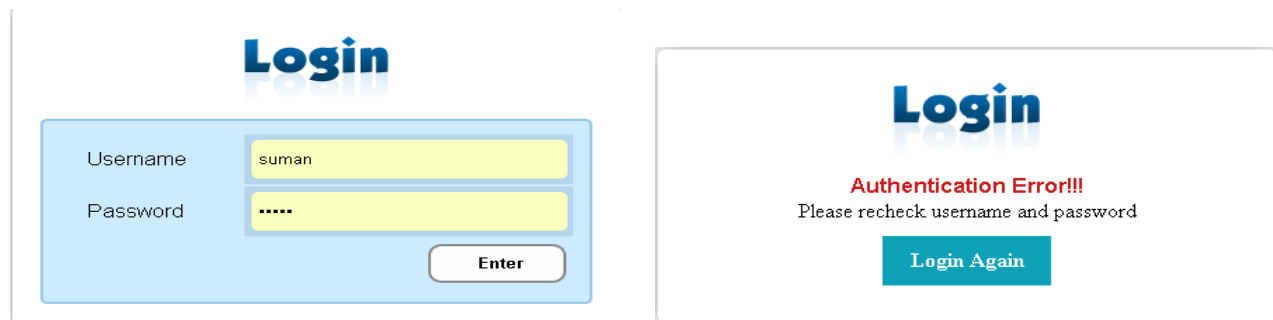 Login
Username suman
Password •••••
Enter
Login
Authentication Error!!!
Please recheck username and password
Login Again